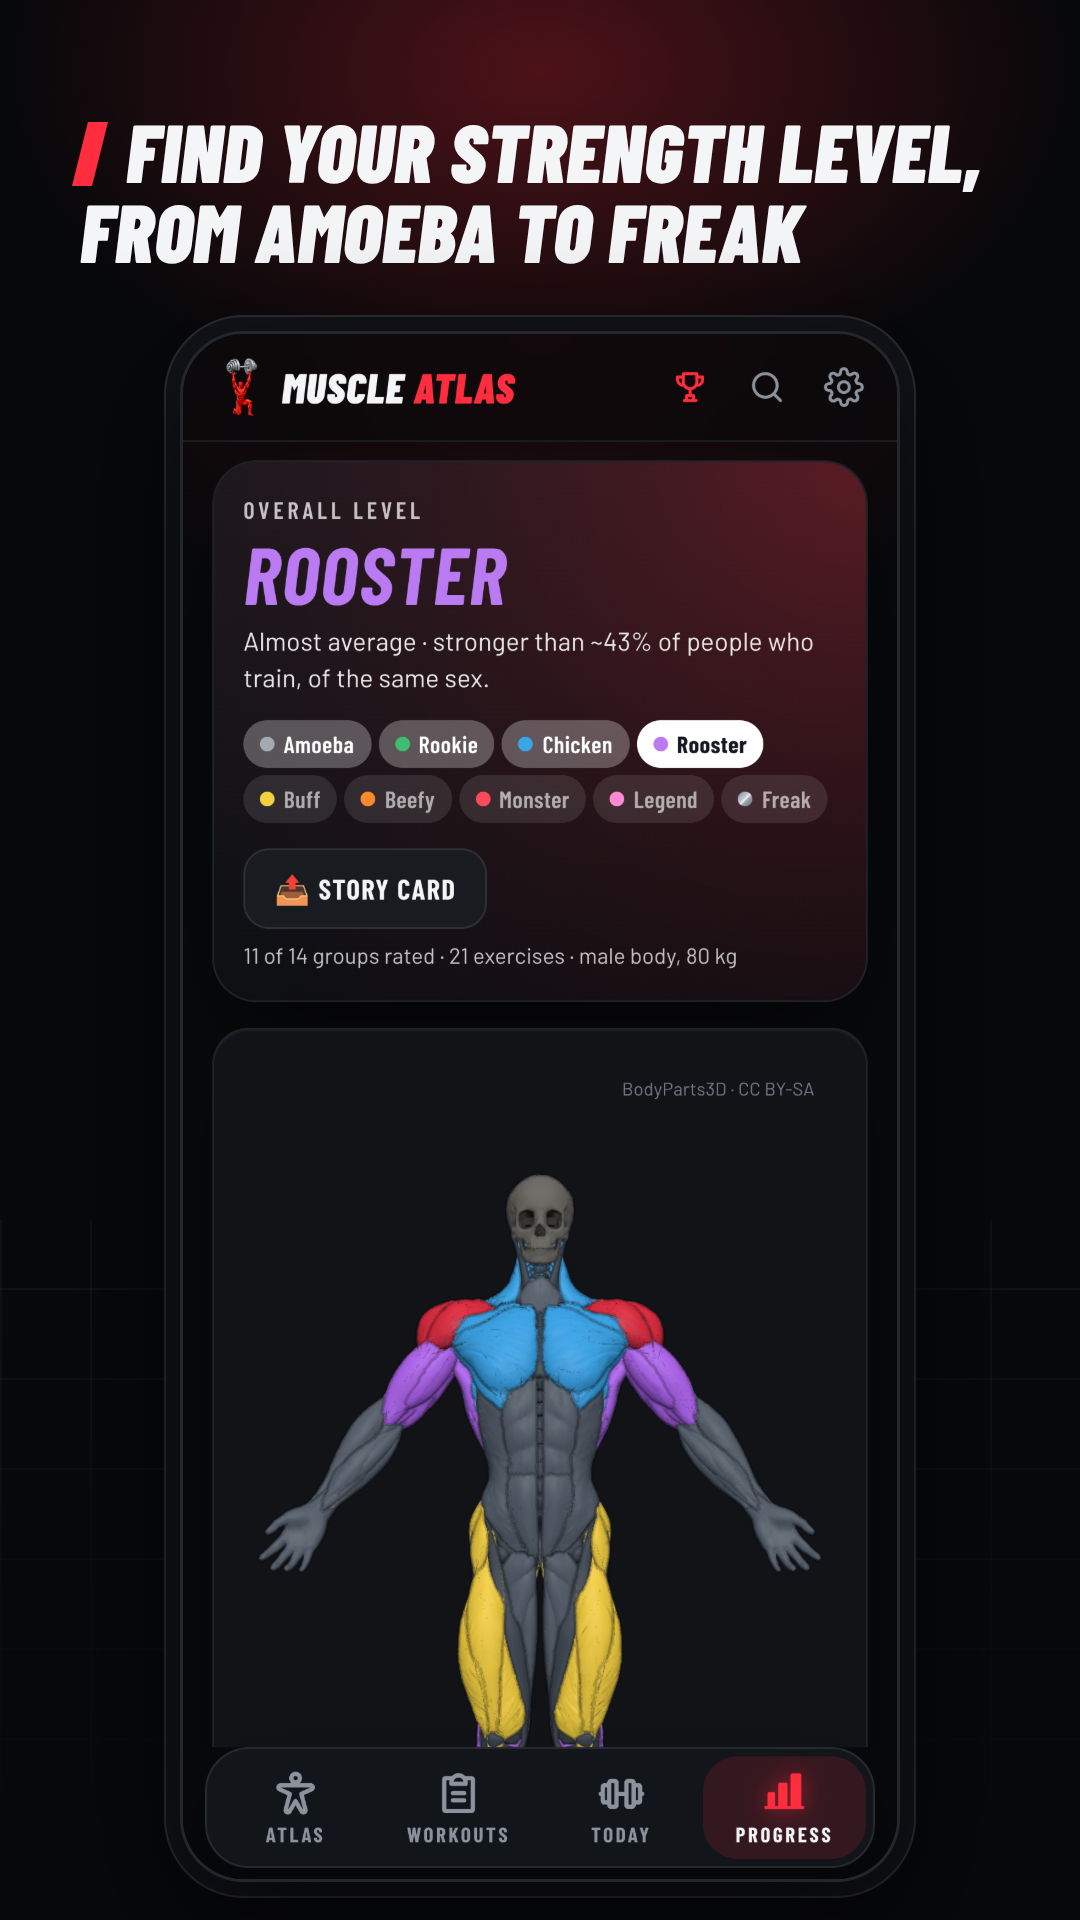 FIND YOUR STRENGTH LEVEL,
FROM AMOEBA TO FREAK
MUSCLE ATLAS
OVERALL LEVEL
ROOSTER
Almost average · stronger than ~43% of people who
train, of the same sex.
Amoeba Rookie Chicken Rooster
Buff Beefy Monster Legend Freak
STORY CARD
11 of 14 groups rated · 21 exercises · male body, 80 kg
BodyParts3D · CC BY-SA
ATLAS WORKOUTS TODAY PROGRESS